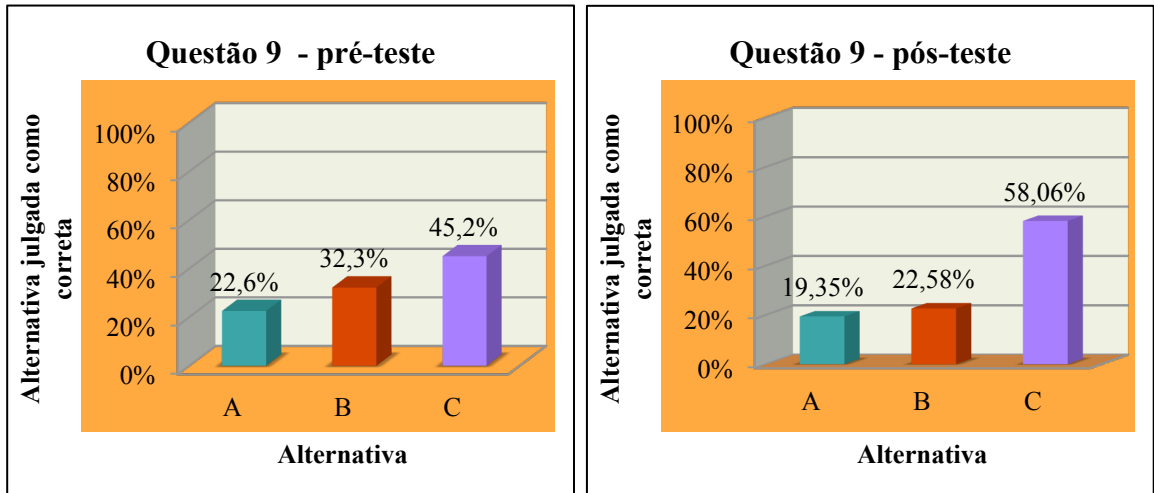 Questão 9 - pré-teste
Alternativa julgada como
correta
100%
80%
60%
40%
20%
0%
22,6%
32,3%
45,2%
A
B
C
Alternativa
Questão 9 - pós-teste
Alternativa julgada como
correta
100%
80%
60%
40%
20%
0%
19,35%
22,58%
58,06%
A
B
C
Alternativa